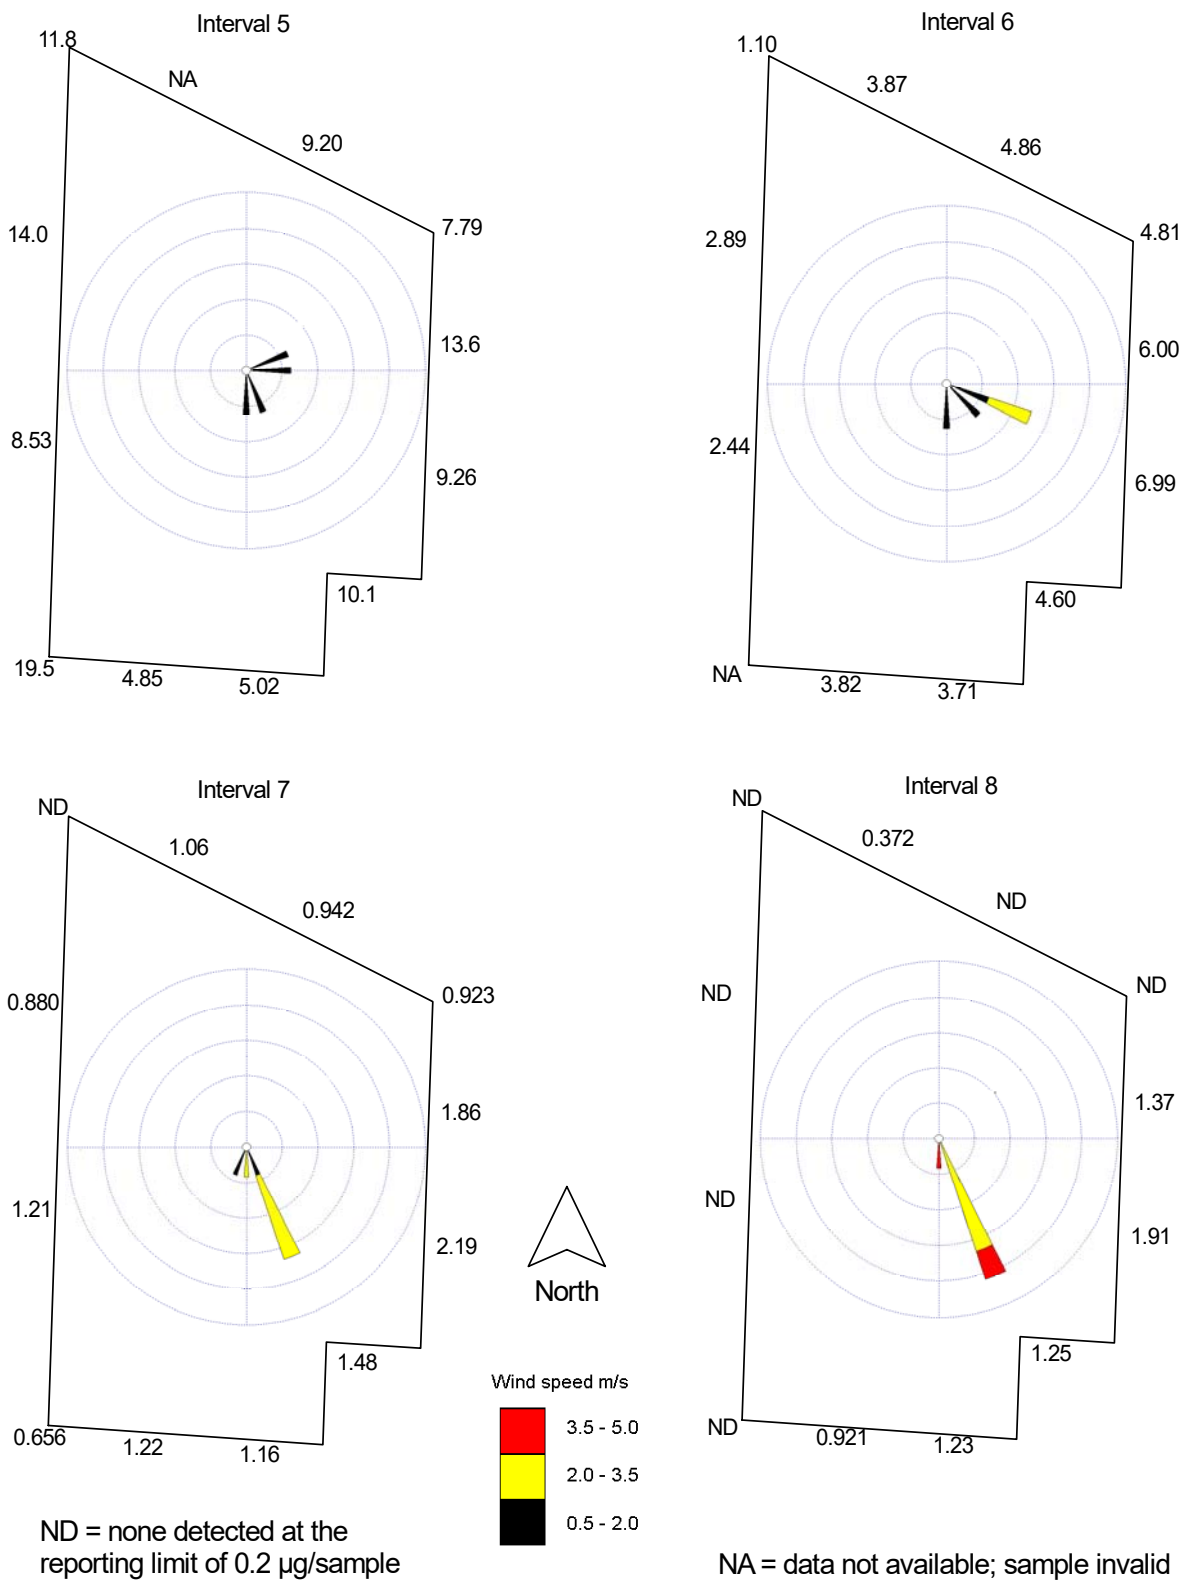 Interval 5
11.8
NA
9.20
14.0
7.79
13.6
8.53
9.26
10.1
19.5
4.85
5.02
Interval 6
1.10
3.87
4.86
2.89
4.81
6.00
2.44
6.99
4.60
NA
3.82
3.71
Interval 7
ND
1.06
0.942
0.880
0.923
1.86
1.21
2.19
1.48
0.656
1.22
1.16
Interval 8
ND
0.372
ND
ND
ND
1.37
ND
1.91
1.25
ND
0.921
1.23
North
Wind speed m/s
3.5 - 5.0
2.0 - 3.5
0.5 - 2.0
ND = none detected at the
reporting limit of 0.2 µg/sample
NA = data not available; sample invalid